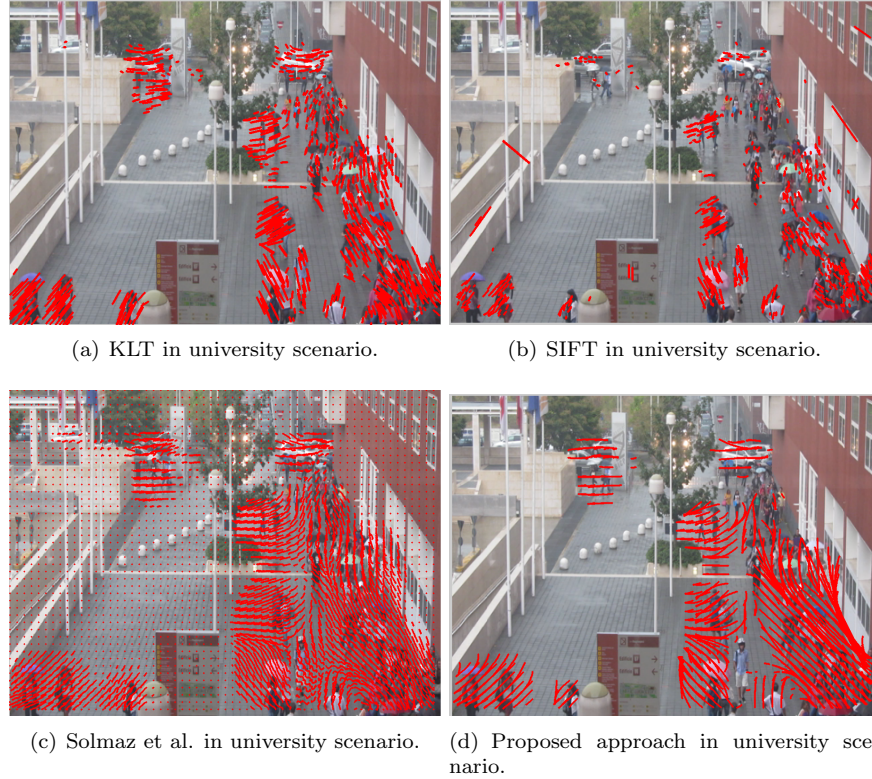 (a) KLT in university scenario.
(b) SIFT in university scenario.
(c) Solmaz et al. in university scenario.
(d) Proposed approach in university sce
nario.